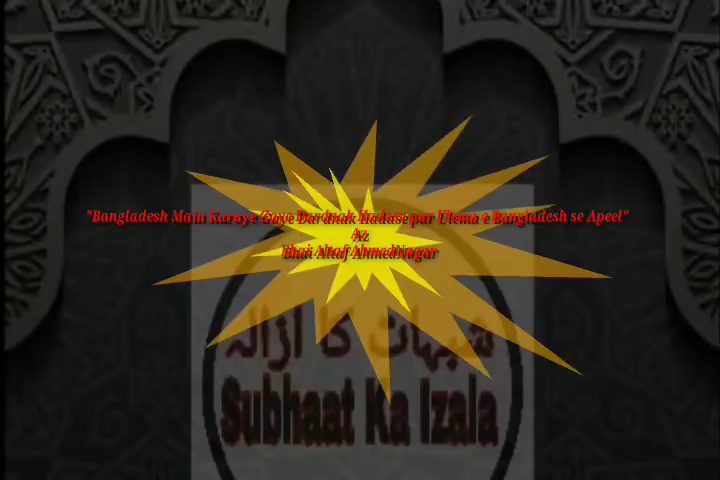 "Bangladesh Main Karaye Gaye Dardnak Hadase par Ulema e Bangladesh se Apeel"
Az
Bhai Altaf AhmedNagar
شبہات کا ازالہ
Subhaat Ka Izala